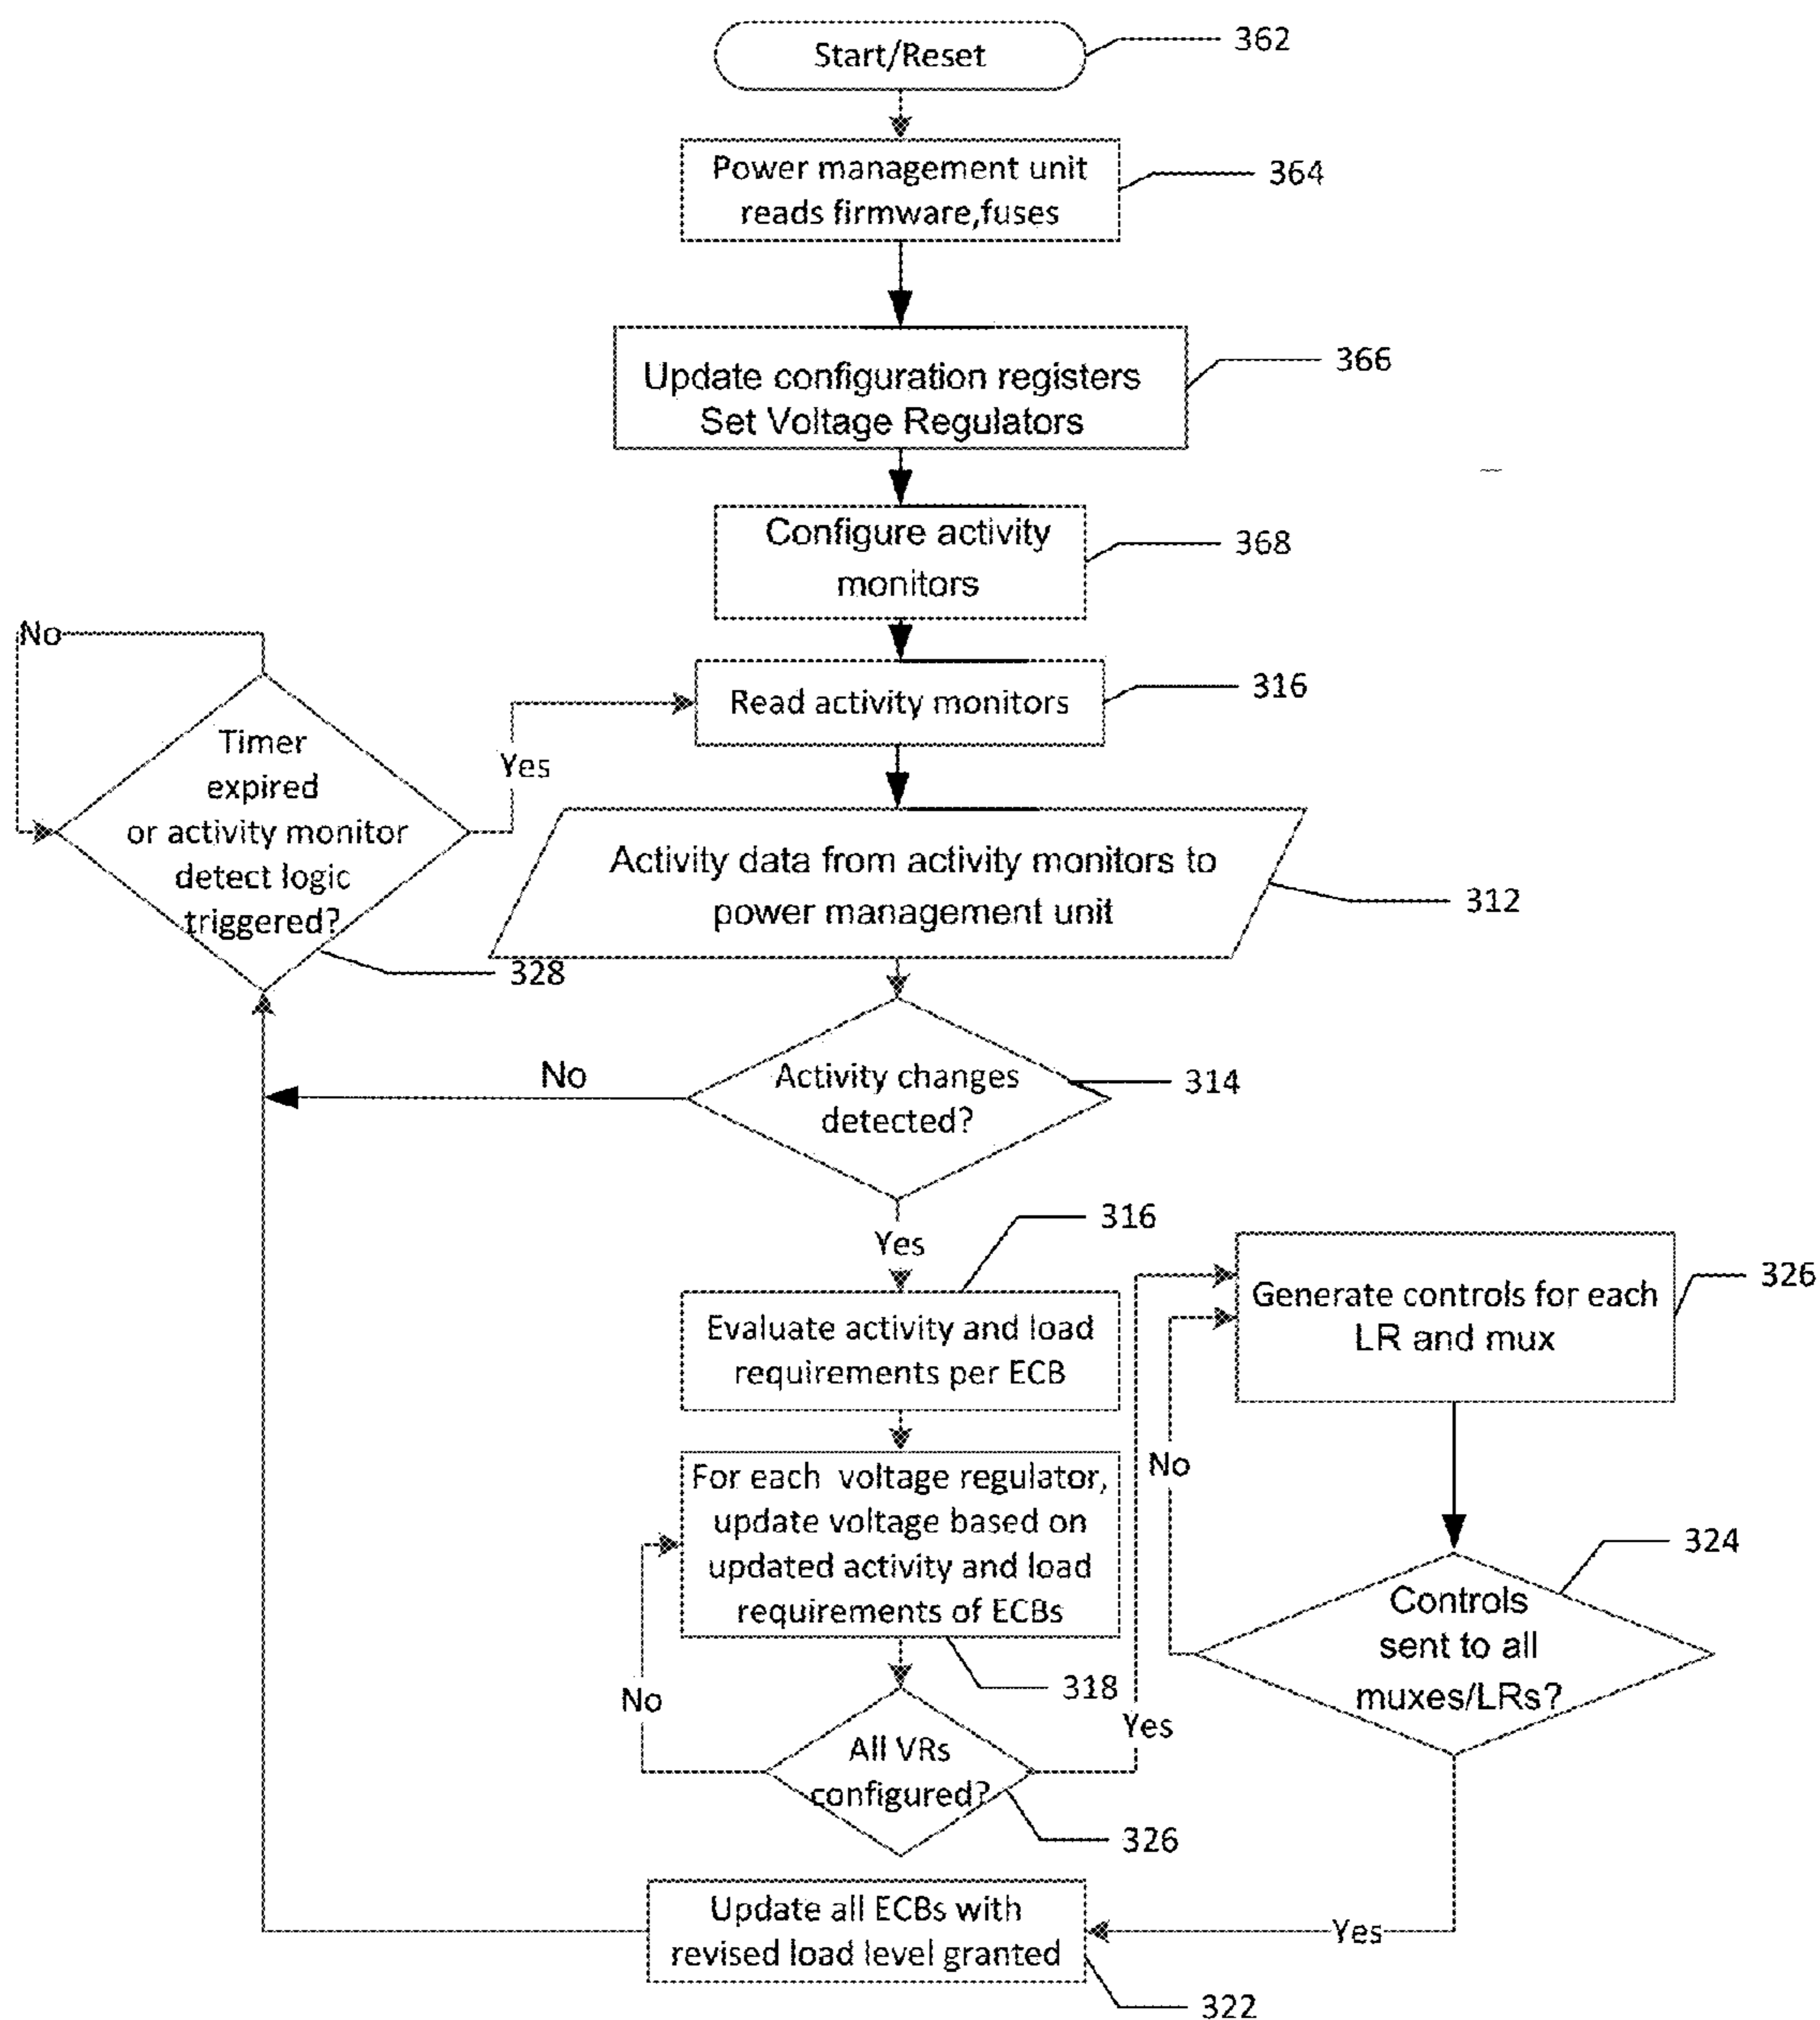 Start/Reset
362
Power management unit
reads firmware,fuses
364
Update configuration registers
Set Voltage Regulators
366
Configure activity
monitors
368
No
Read activity monitors
316
Timer
expired
or activity monitor
detect logic
triggered?
328
Yes
Activity data from activity monitors to
power management unit
312
Activity changes
detected?
314
No
Yes
316
Evaluate activity and load
requirements per ECB
Generate controls for each
LR and mux
326
For each voltage regulator,
update voltage based on
updated activity and load
requirements of ECBs
318
No
Controls
sent to all
muxes/LRs?
324
No
All VRs
configured?
326
Yes
Yes
Update all ECBs with
revised load level granted
322